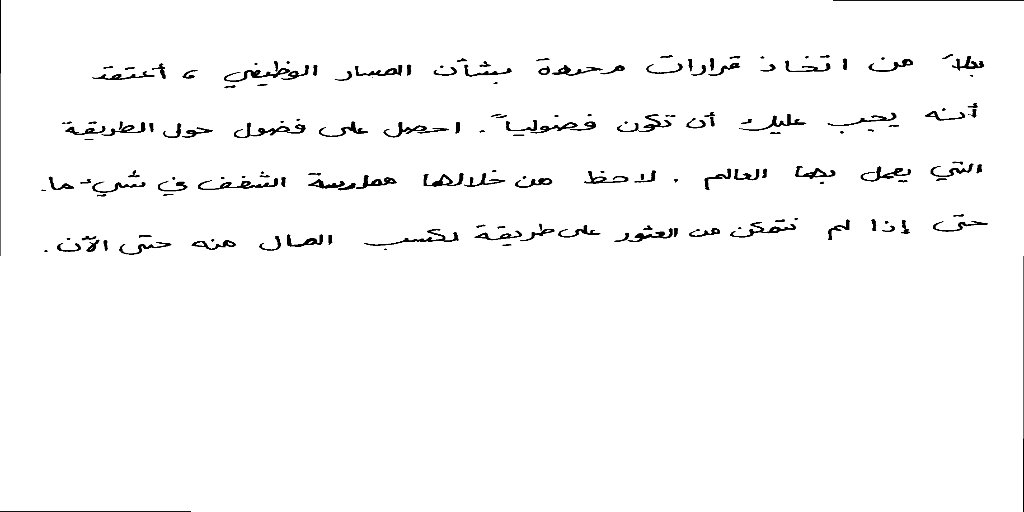 بدلاً من اتخاذ قرارات محددة بشأن المسار الوظيفي ، أعتقد
أنه يجب عليك أن تكون فضولياً. احصل على فضول حول الطريقة
التي يعمل بها العالم . لاحظ من خلالها ممارسة الشغف في شيء ما.
حتى إذا لم تتمكن من العثور على طريقة لكسب المال منه حتى الآن.